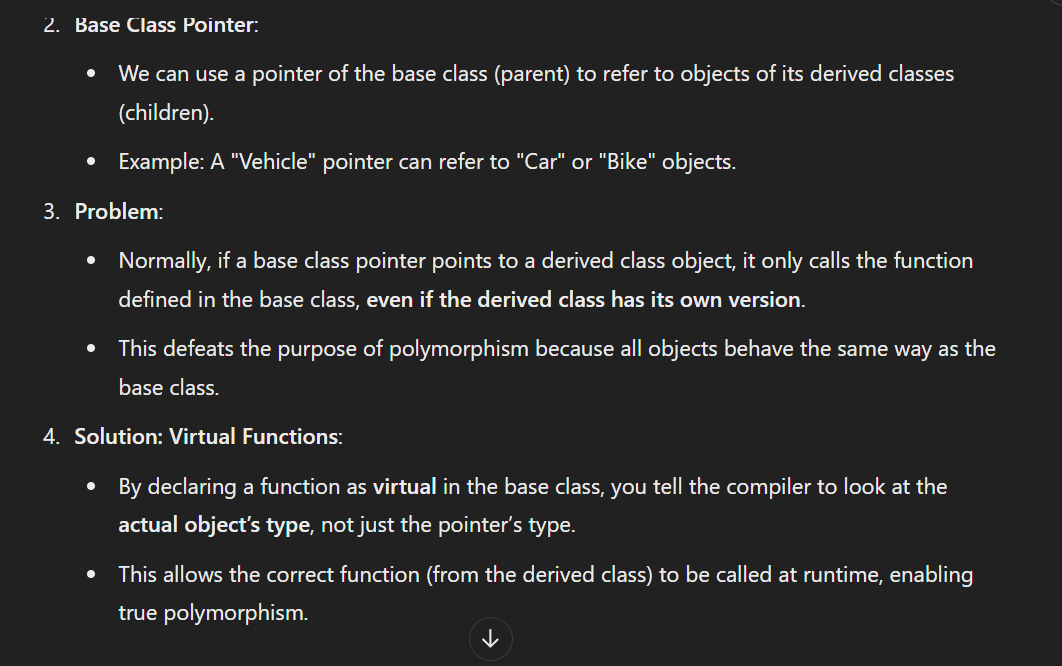 2. Base Class Pointer:
• We can use a pointer of the base class (parent) to refer to objects of its derived classes
(children).
• Example: A "Vehicle" pointer can refer to "Car" or "Bike" objects.
3. Problem:
• Normally, if a base class pointer points to a derived class object, it only calls the function
defined in the base class, even if the derived class has its own version.
• This defeats the purpose of polymorphism because all objects behave the same way as the
base class.
4. Solution: Virtual Functions:
• By declaring a function as virtual in the base class, you tell the compiler to look at the
actual object’s type, not just the pointer’s type.
• This allows the correct function (from the derived class) to be called at runtime, enabling
true polymorphism.